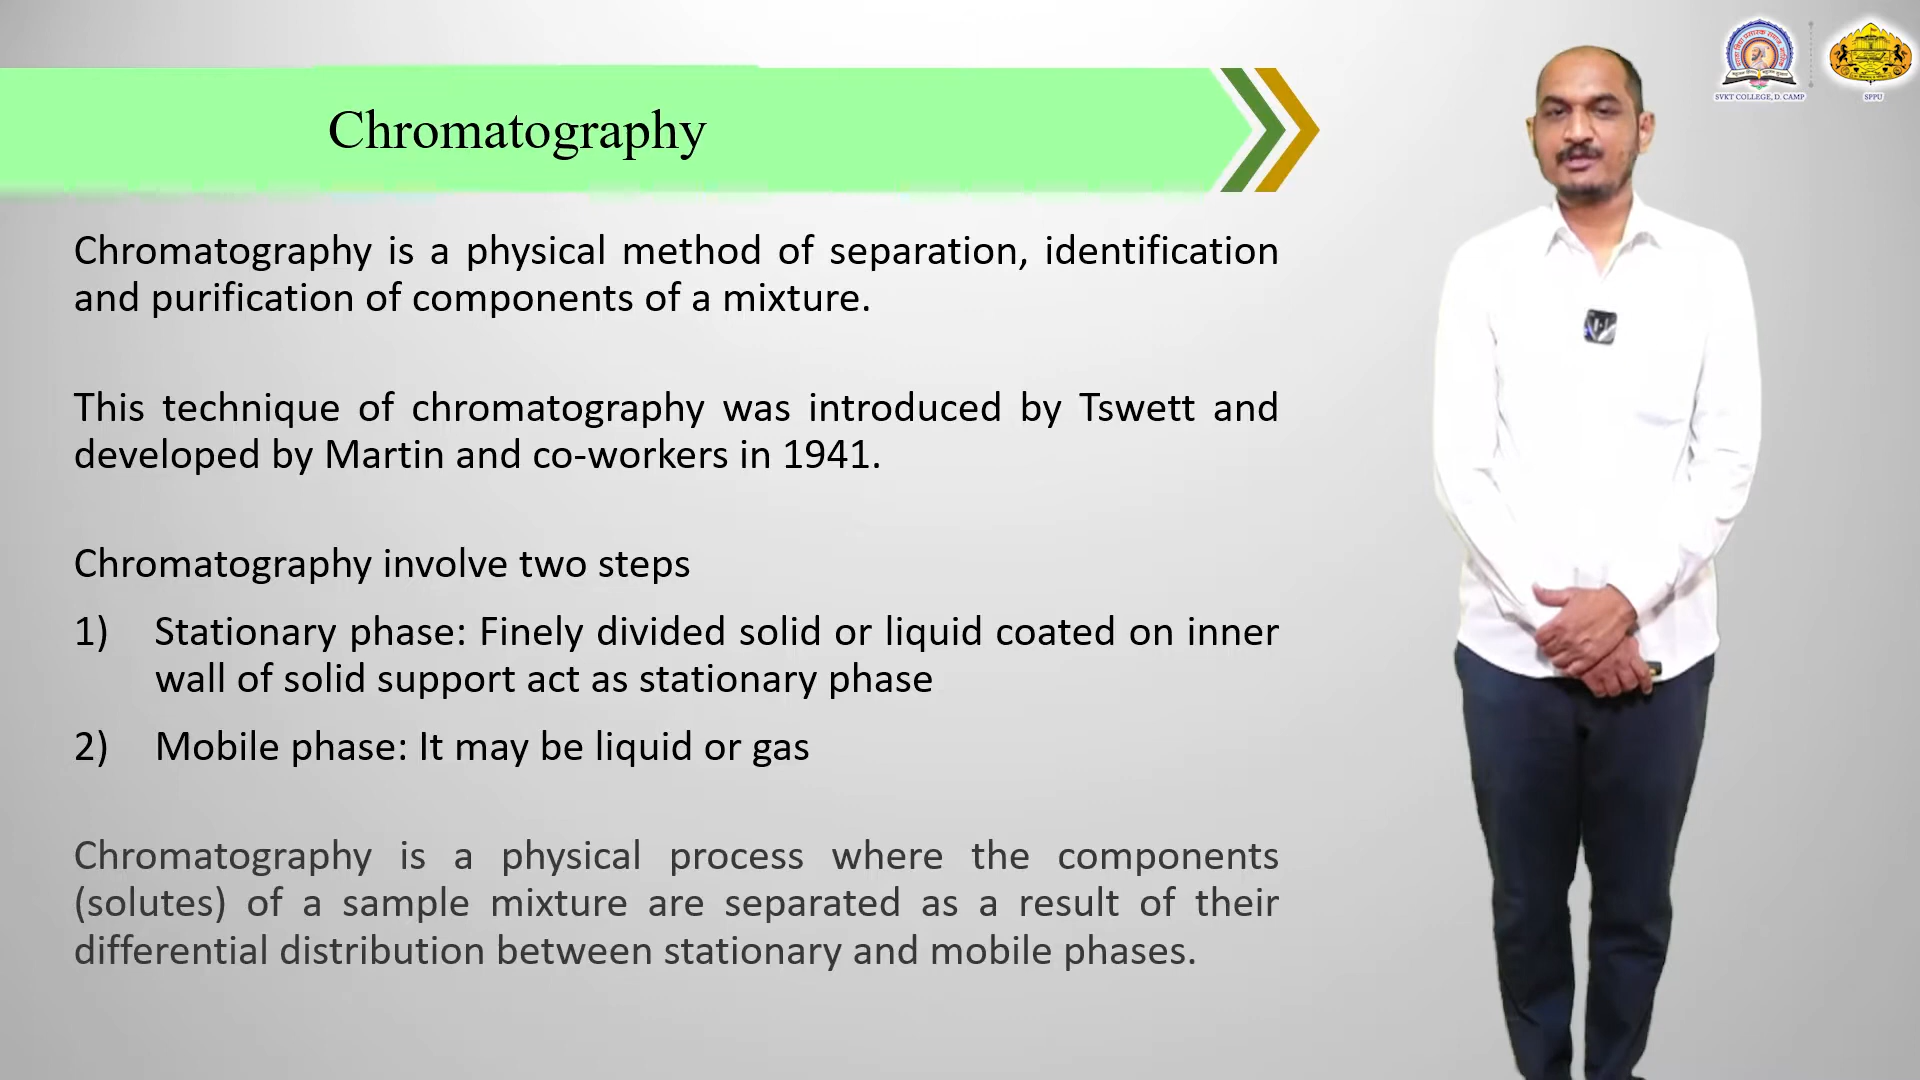 Chromatography
Chromatography is a physical method of separation, identification
and purification of components of a mixture.
This technique of chromatography was introduced by Tswett and
developed by Martin and co-workers in 1941.
Chromatography involve two steps
1) Stationary phase: Finely divided solid or liquid coated on inner
wall of solid support act as stationary phase
2) Mobile phase: It may be liquid or gas
Chromatography is a physical process where the components
(solutes) of a sample mixture are separated as a result of their
differential distribution between stationary and mobile phases.
SVKT COLLEGE, D. CAMP
SPPU